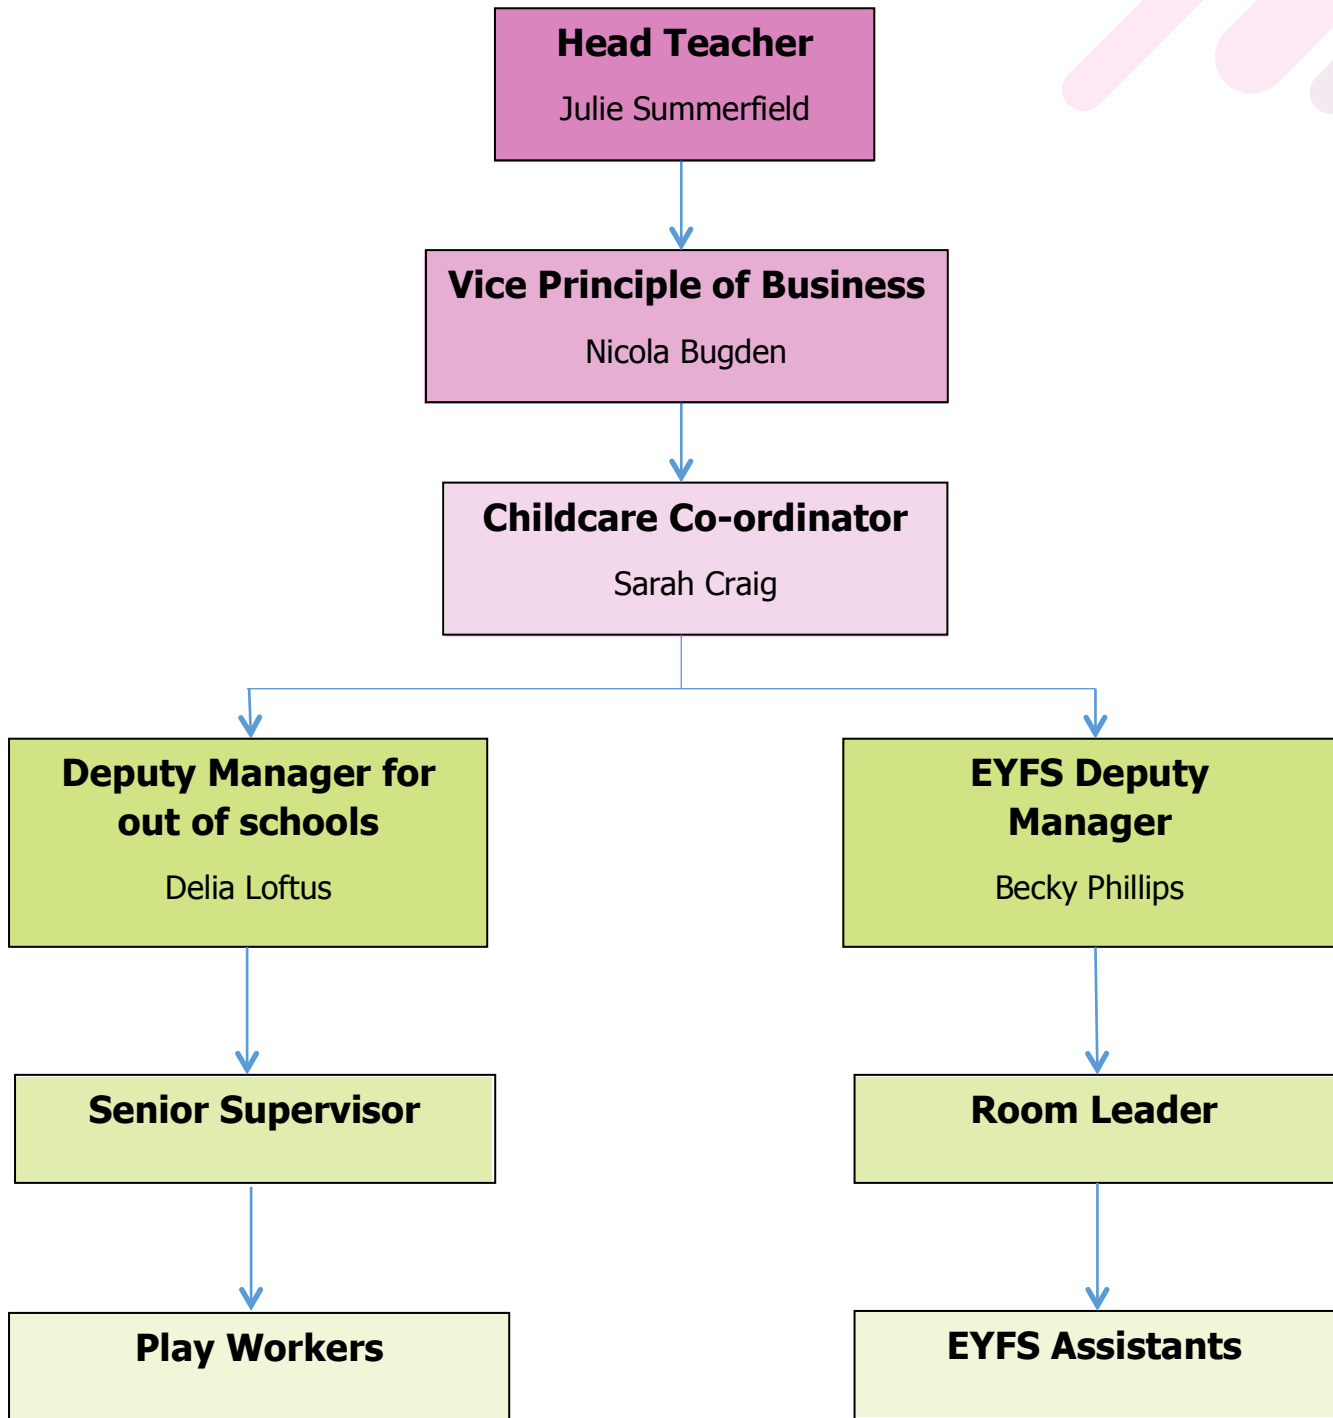 Head Teacher
Julie Summerfield
Vice Principle of Business
Nicola Bugden
Childcare Co-ordinator
Sarah Craig
Deputy Manager for
out of schools
Delia Loftus
EYFS Deputy
Manager
Becky Phillips
Senior Supervisor
Room Leader
Play Workers
EYFS Assistants